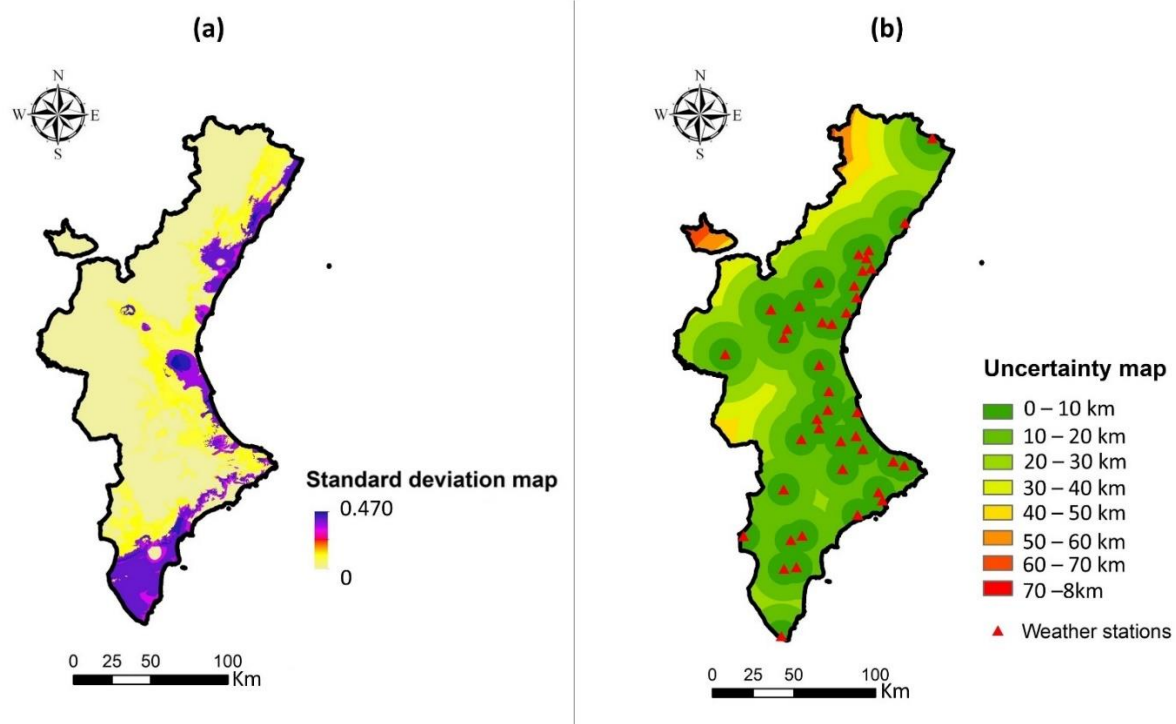 (a)
N
W E
S
Standard deviation map
0.470
0
0 25 50 100
Km
(b)
N
W E
S
Uncertainty map
0 – 10 km
10 – 20 km
20 – 30 km
30 – 40 km
40 – 50 km
50 – 60 km
60 – 70 km
70 –8km
Weather stations
0 25 50 100
Km